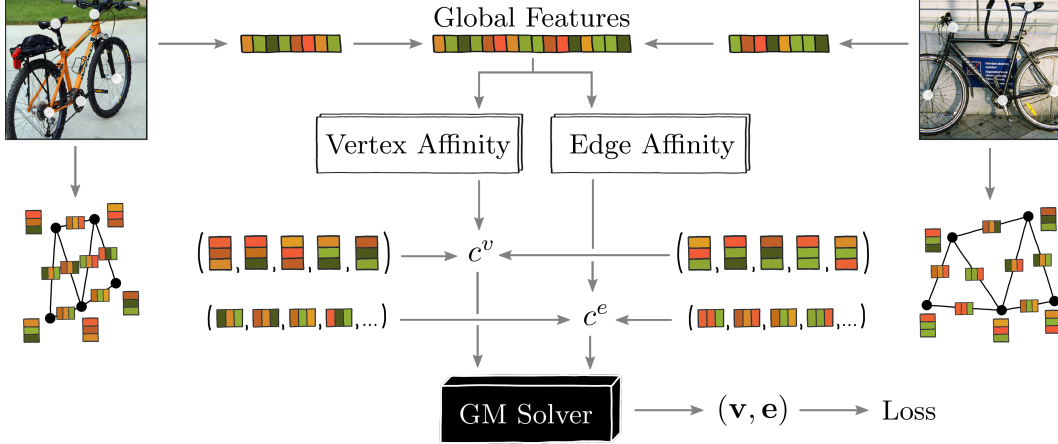 Global Features
Vertex Affinity
Edge Affinity
( , , , , )
c^v
( , , , , )
( , , , ,...)
c^e
( , , , ,...)
GM Solver
(v, e)
Loss